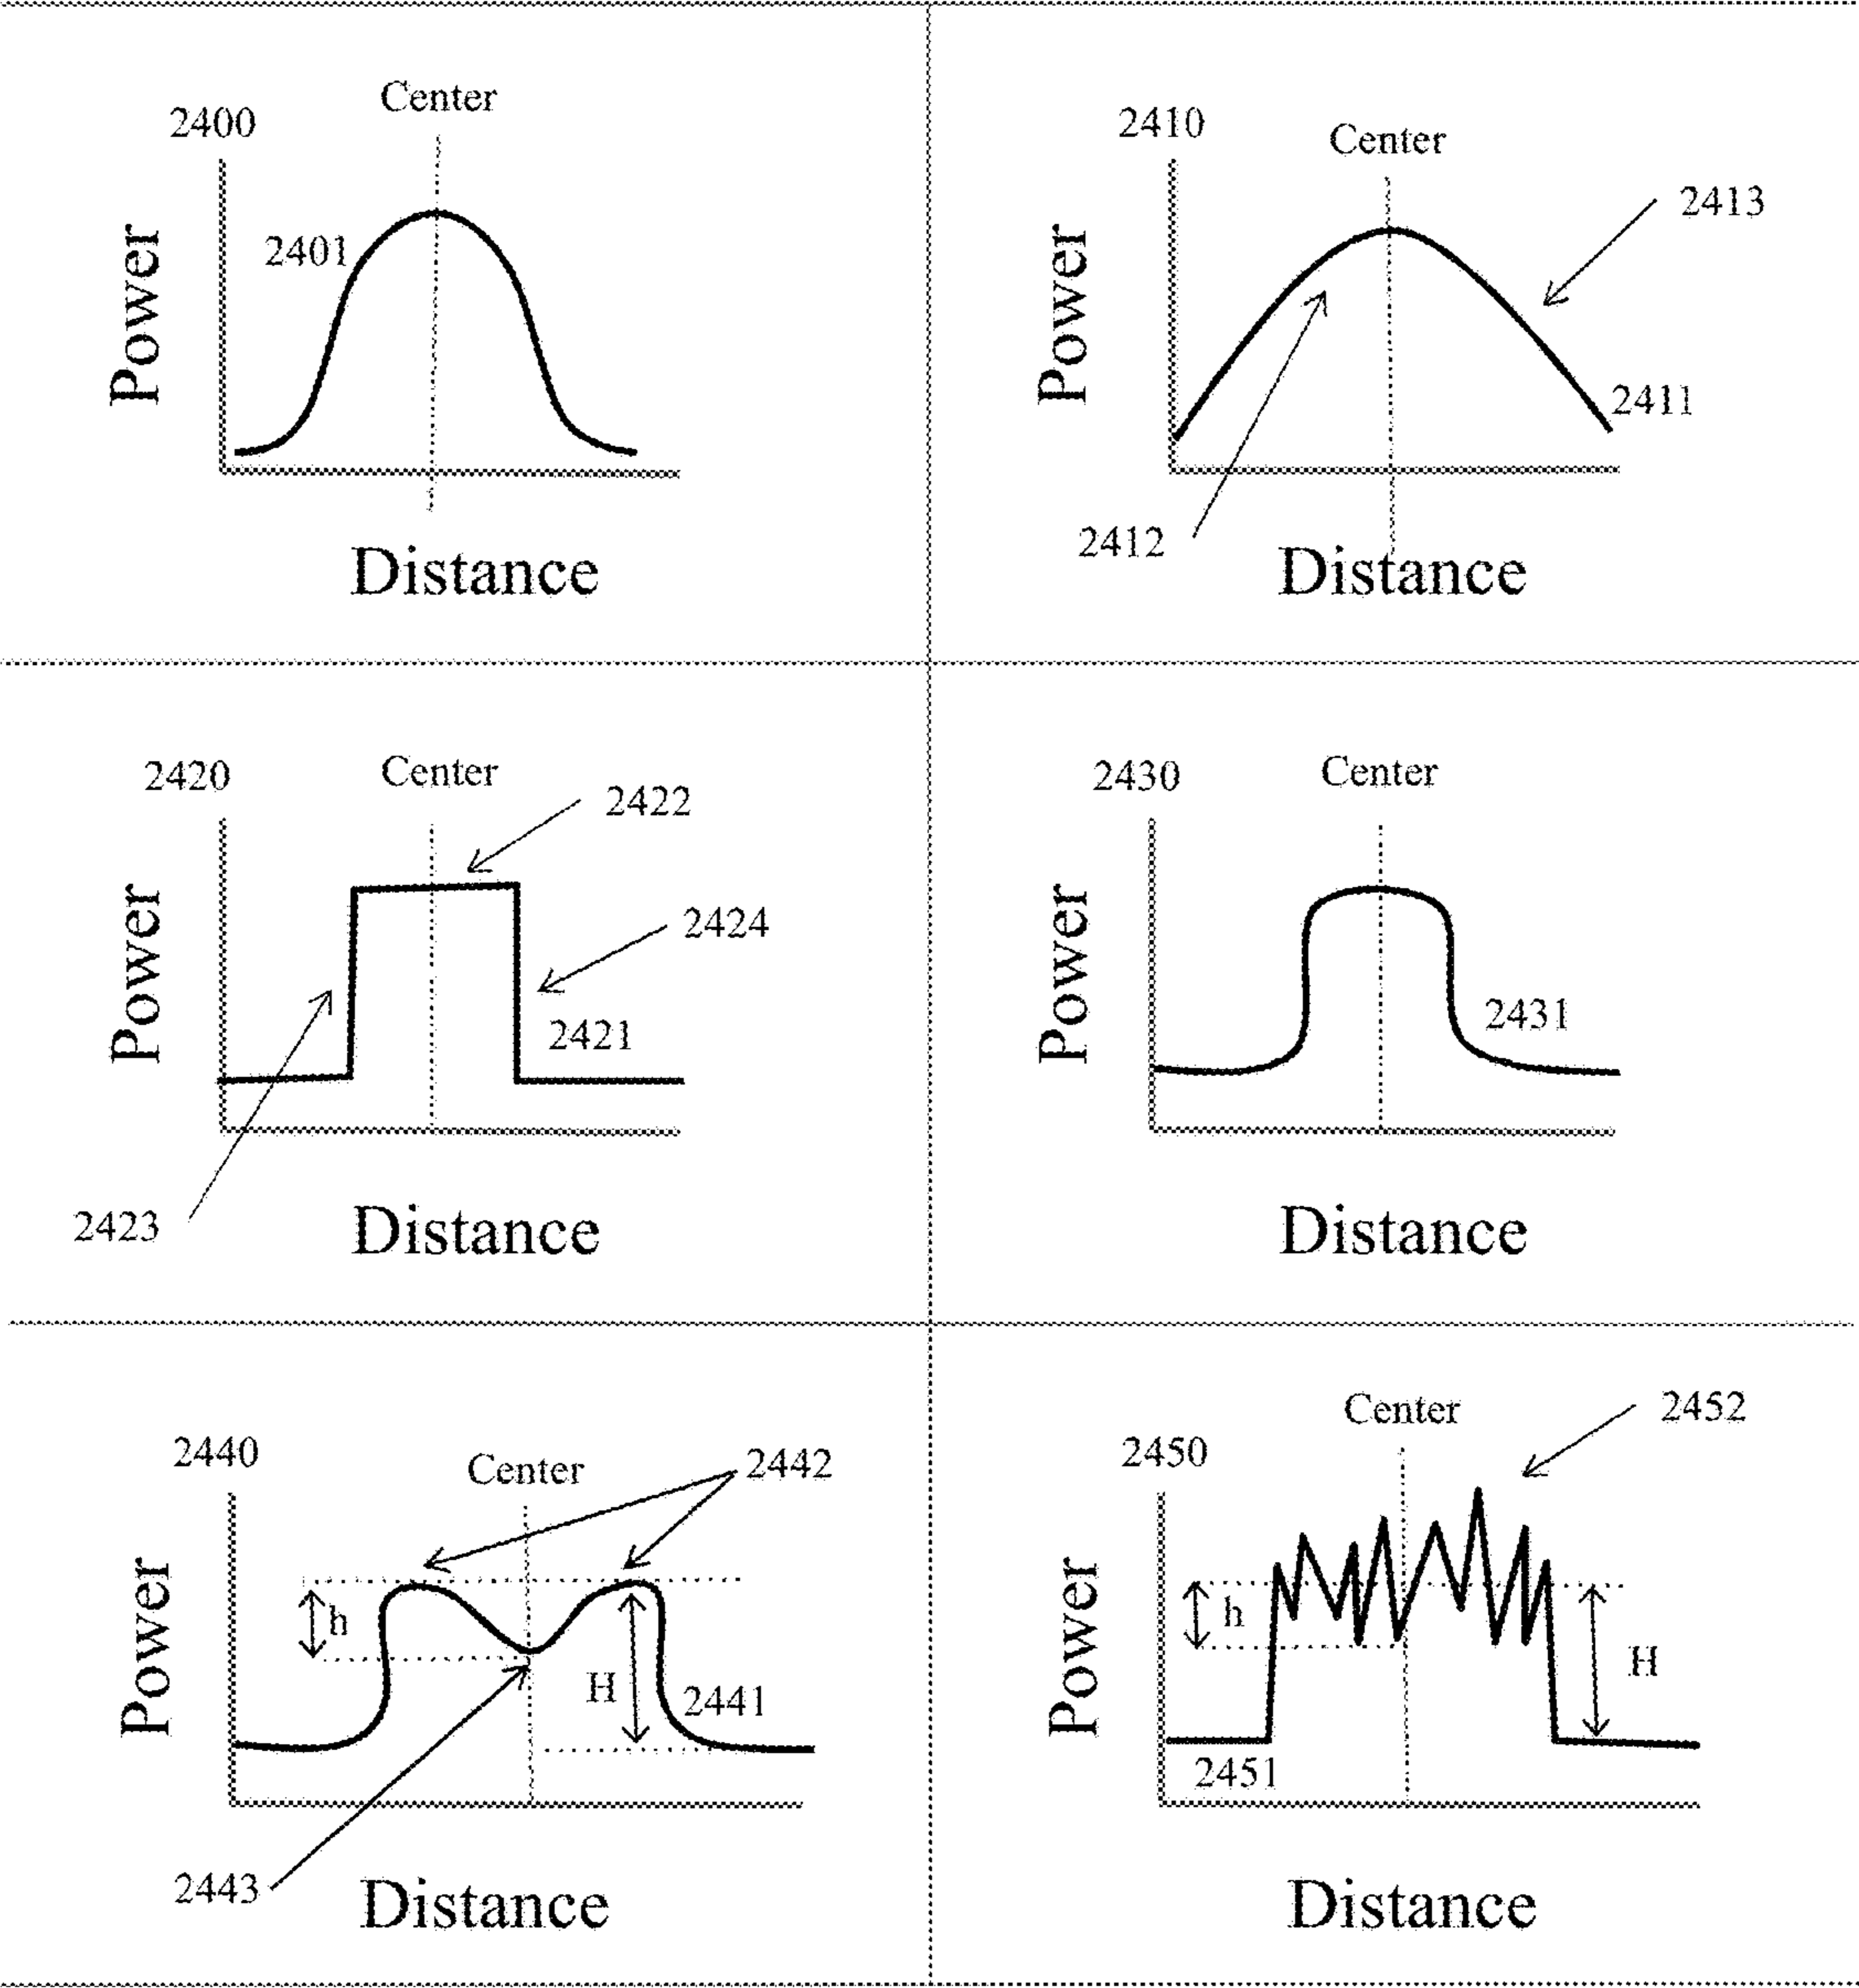 Center
2400
2401
Power
Distance
Center
2410
2413
Power
2411
2412
Distance
2420
Center
2422
2424
Power
2421
2423
Distance
2430
Center
Power
2431
Distance
2440
Center
2442
h
Power
H
2441
2443
Distance
Center
2452
2450
h
Power
H
2451
Distance